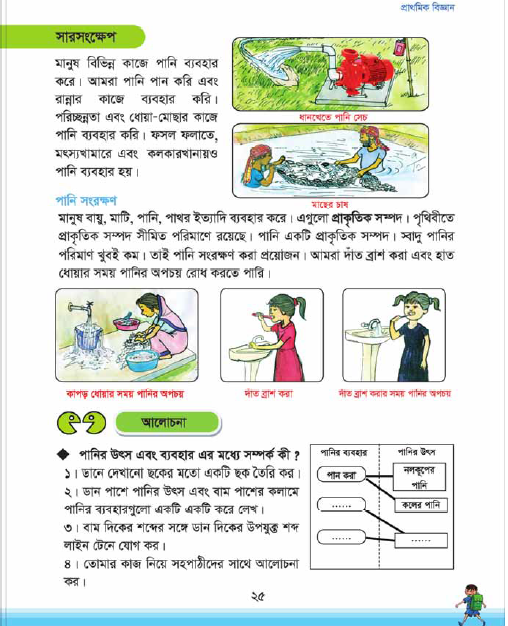 প্রাথমিক বিজ্ঞান
সারসংক্ষেপ
মানুষ বিভিন্ন কাজে পানি ব্যবহার
করে। আমরা পানি পান করি এবং
রান্নার কাজে ব্যবহার করি।
পরিচ্ছন্নতা এবং ধোয়া-মোছার কাজে
পানি ব্যবহার করি। ফসল ফলাতে,
মৎস্যখামারে এবং কলকারখানায়ও
পানি ব্যবহার হয়।
ধানখেতে পানি সেচ
মাছের চাষ
পানি সংরক্ষণ
মানুষ বায়ু, মাটি, পানি, পাথর ইত্যাদি ব্যবহার করে। এগুলো প্রাকৃতিক সম্পদ। পৃথিবীতে
প্রাকৃতিক সম্পদ সীমিত পরিমাণে রয়েছে। পানি একটি প্রাকৃতিক সম্পদ। স্বাদু পানির
পরিমাণ খুবই কম। তাই পানি সংরক্ষণ করা প্রয়োজন। আমরা দাঁত ব্রাশ করা এবং হাত
ধোয়ার সময় পানির অপচয় রোধ করতে পারি।
কাপড় ধোয়ার সময় পানির অপচয়
দাঁত ব্রাশ করা
দাঁত ব্রাশ করার সময় পানির অপচয়
আলোচনা
◆ পানির উৎস এবং ব্যবহার এর মধ্যে সম্পর্ক কী ?
১। ডানে দেখানো ছকের মতো একটি ছক তৈরি কর।
২। ডান পাশে পানির উৎস এবং বাম পাশের কলামে
পানির ব্যবহারগুলো একটি একটি করে লেখ।
৩। বাম দিকের শব্দের সঙ্গে ডান দিকের উপযুক্ত শব্দ
লাইন টেনে যোগ কর।
৪। তোমার কাজ নিয়ে সহপাঠীদের সাথে আলোচনা
কর।
পানির ব্যবহার পানির উৎস
পান করা
নলকূপের
পানি
......
কলের পানি
......
......
২৫